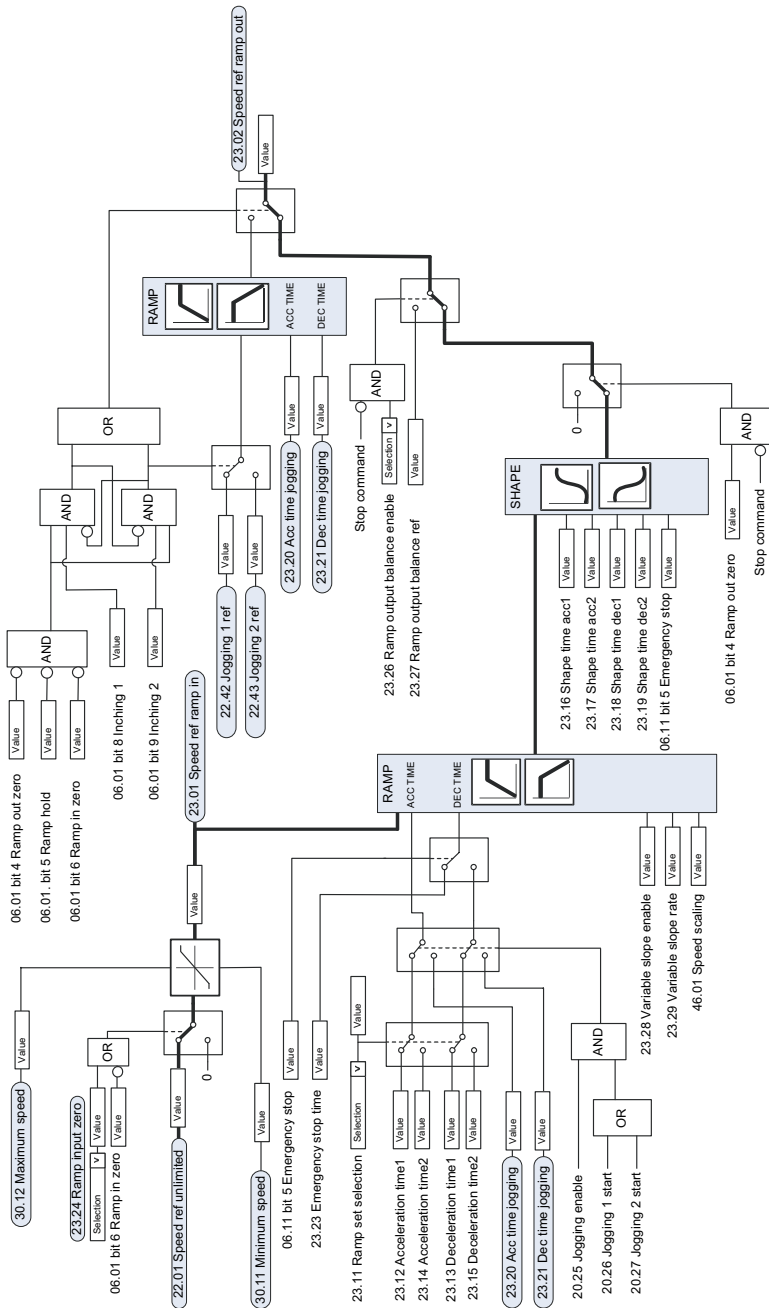 30.12 Maximum speed
Value
23.24 Ramp input zero
Selection
v
Value
OR
06.01 bit 6 Ramp in zero
Value
22.01 Speed ref unlimited
Value
0
30.11 Minimum speed
Value
Value
23.01 Speed ref ramp in
06.01 bit 4 Ramp out zero
Value
06.01. bit 5 Ramp hold
Value
06.01 bit 6 Ramp in zero
Value
AND
06.01 bit 8 Inching 1
Value
06.01 bit 9 Inching 2
Value
AND
AND
OR
22.42 Jogging 1 ref
Value
22.43 Jogging 2 ref
Value
23.20 Acc time jogging
Value
23.21 Dec time jogging
Value
RAMP
ACC TIME
DEC TIME
23.02 Speed ref ramp out
Value
06.11 bit 5 Emergency stop
Value
23.23 Emergency stop time
Value
23.11 Ramp set selection
Selection
v
Value
23.12 Acceleration time1
Value
23.14 Acceleration time2
Value
23.13 Deceleration time1
Value
23.15 Deceleration time2
Value
23.20 Acc time jogging
Value
23.21 Dec time jogging
Value
20.25 Jogging enable
AND
20.26 Jogging 1 start
OR
20.27 Jogging 2 start
RAMP
ACC TIME
DEC TIME
23.28 Variable slope enable
Value
23.29 Variable slope rate
Value
46.01 Speed scaling
Value
Stop command
AND
23.26 Ramp output balance enable
Selection
v
23.27 Ramp output balance ref
Value
SHAPE
23.16 Shape time acc1
Value
23.17 Shape time acc2
Value
23.18 Shape time dec1
Value
23.19 Shape time dec2
Value
06.11 bit 5 Emergency stop
Value
0
06.01 bit 4 Ramp out zero
Value
AND
Stop command